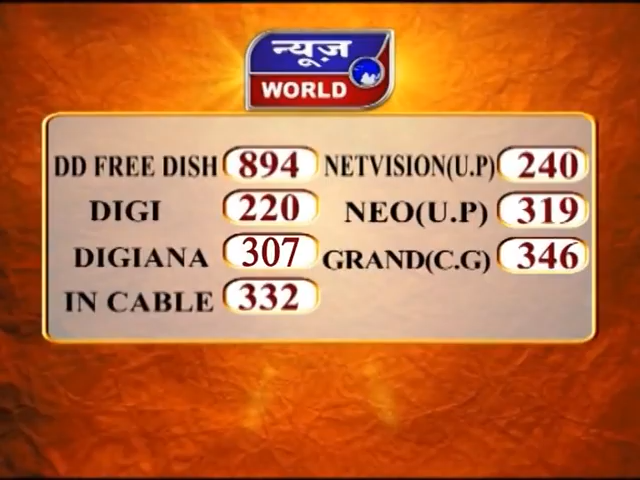 न्यूज़
WORLD
DD FREE DISH 894 NETVISION(U.P) 240
DIGI 220 NEO(U.P) 319
DIGIANA 307 GRAND(C.G) 346
IN CABLE 332